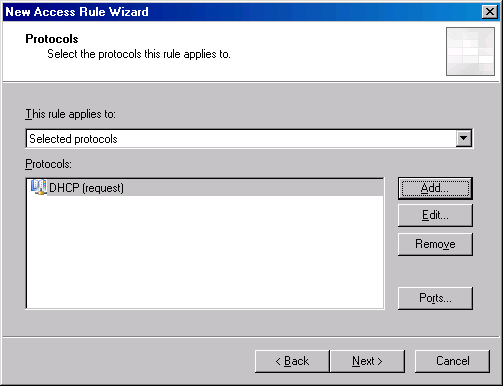 New Access Rule Wizard
Protocols
Select the protocols this rule applies to.
This rule applies to:
Selected protocols
Protocols:
DHCP (request)
Add...
Edit...
Remove
Ports...
< Back
Next >
Cancel